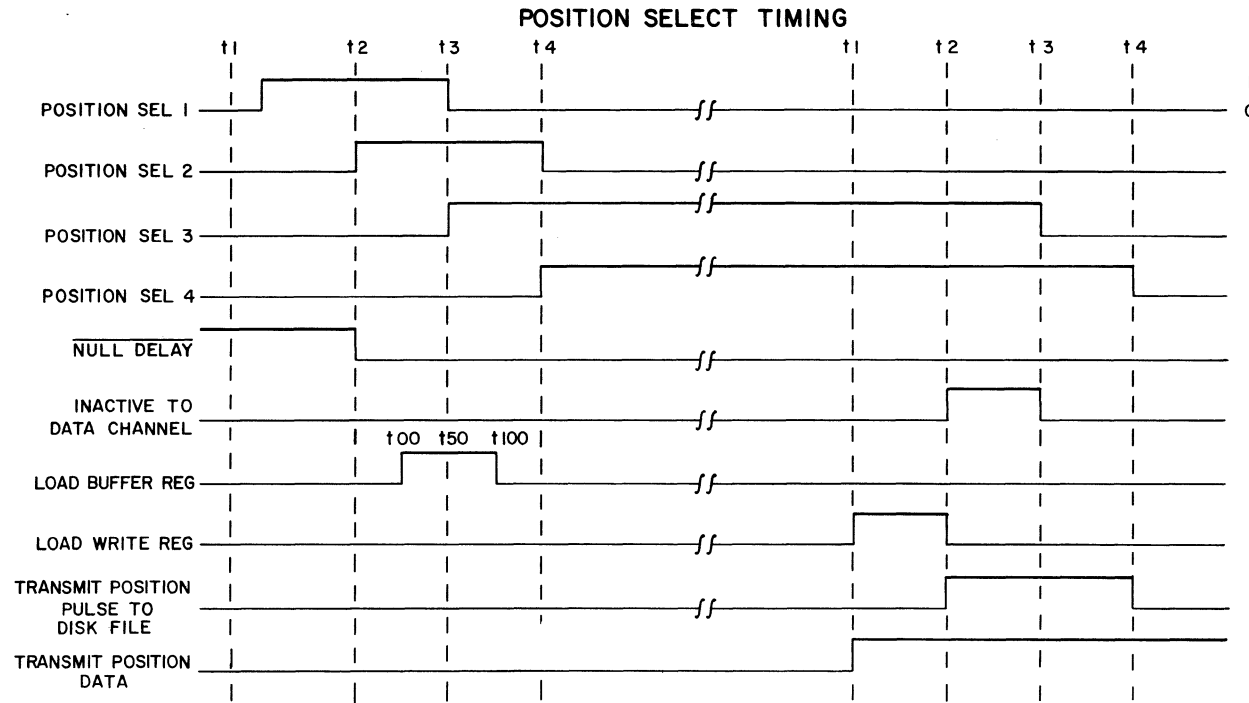 POSITION SELECT TIMING
t1 t2 t3 t4 t1 t2 t3 t4
POSITION SEL 1
POSITION SEL 2
POSITION SEL 3
POSITION SEL 4
NULL DELAY
INACTIVE TO
DATA CHANNEL
t00 t50 t100
LOAD BUFFER REG
LOAD WRITE REG
TRANSMIT POSITION
PULSE TO
DISK FILE
TRANSMIT POSITION
DATA